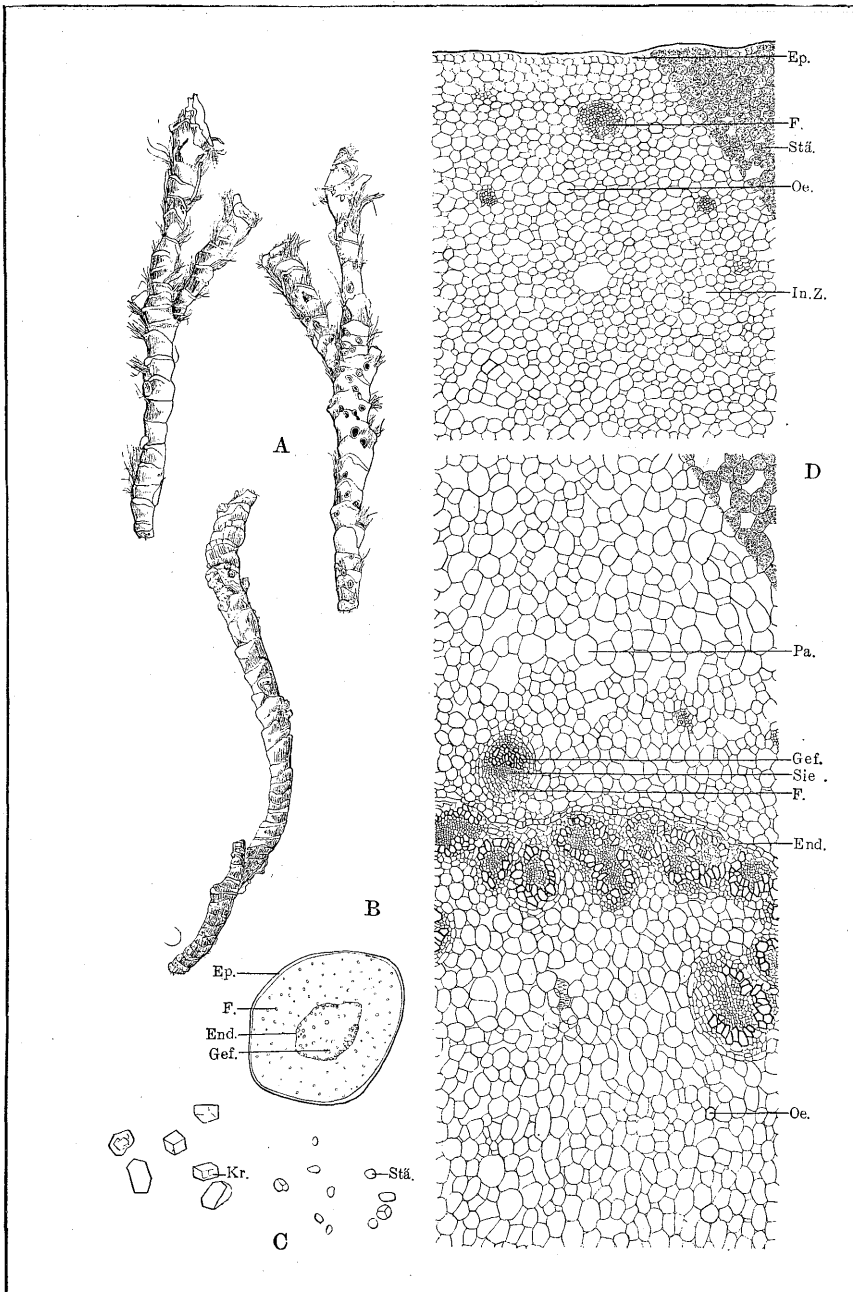 A
B
Ep.
F.
End.
Gef.
Kr.
Stä.
C
Ep.
F.
Stä.
Oe.
In.Z.
D
Pa.
Gef.
Sie .
F.
End.
Oe.